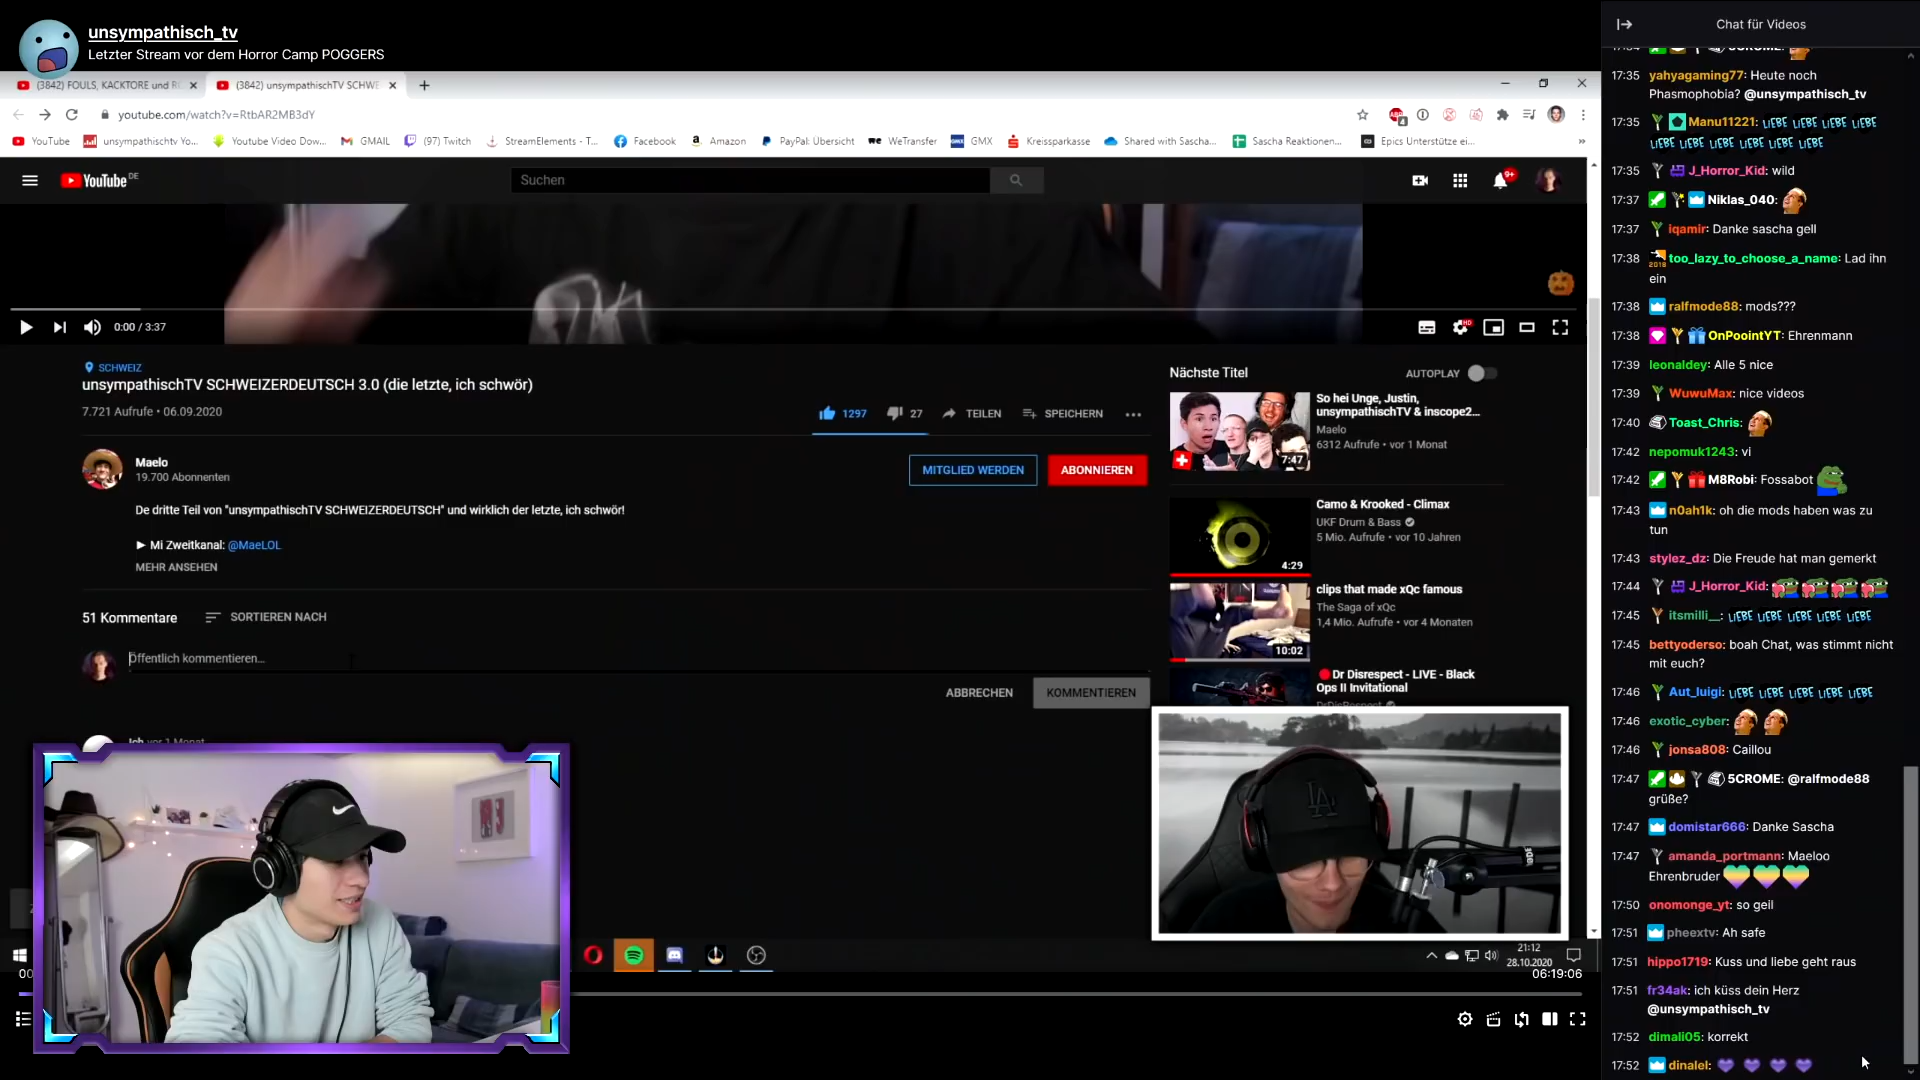 unsympathisch_tv
Letzter Stream vor dem Horror Camp POGGERS
(3842) FOULS, KACKTORE und
(3842) unsympathischTV SCHWE
youtube.com/watch?v=RtbAR2MB3dY
YouTube
unsympathischtv Yo...
Youtube Video Dow...
GMAIL
(97) Twitch
StreamElements - T...
Facebook
Amazon
PayPal: Übersicht
WeTransfer
GMX
Kreissparkasse
Shared with Sascha...
Sascha Reaktionen...
Epics Unterstütze ei...
YouTube DE
Suchen
9+
0:00 / 3:37
HD
SCHWEIZ
unsympathischTV SCHWEIZERDEUTSCH 3.0 (die letzte, ich schwör)
7.721 Aufrufe • 06.09.2020
1297
27
TEILEN
SPEICHERN
Maelo
19.700 Abonnenten
MITGLIED WERDEN
ABONNIEREN
De dritte Teil von "unsympathischTV SCHWEIZERDEUTSCH" und wirklich der letzte, ich schwör!
► Mi Zweitkanal: @MaeLOL
MEHR ANSEHEN
51 Kommentare
SORTIEREN NACH
Öffentlich kommentieren...
ABBRECHEN
KOMMENTIEREN
Ich vor 1 Monat
Nächste Titel
AUTOPLAY
So hei Unge, Justin,
unsympathischTV & inscope2...
Maelo
6312 Aufrufe • vor 1 Monat
7:47
Camo & Krooked - Climax
UKF Drum & Bass
5 Mio. Aufrufe • vor 10 Jahren
4:29
clips that made xQc famous
The Saga of xQc
1,4 Mio. Aufrufe • vor 4 Monaten
10:02
Dr Disrespect - LIVE - Black
Ops II Invitational
DrDisRespect
LA
21:12
28.10.2020
06:19:06
00
Chat für Videos
17:35 yahyagaming77: Heute noch
Phasmophobia? @unsympathisch_tv
17:35 Manu11221: LIEBE LIEBE LIEBE LIEBE
LIEBE LIEBE LIEBE LIEBE LIEBE LIEBE
17:35 J_Horror_Kid: wild
17:37 Niklas_040:
17:37 iqamir: Danke sascha gell
17:38 2018 too_lazy_to_choose_a_name: Lad ihn
ein
17:38 ralfmode88: mods???
17:38 OnPoointYT: Ehrenmann
17:39 leonaldey: Alle 5 nice
17:39 WuwuMax: nice videos
17:40 Toast_Chris:
17:42 nepomuk1243: vi
17:42 M8Robi: Fossabot
17:43 n0ah1k: oh die mods haben was zu
tun
17:43 stylez_dz: Die Freude hat man gemerkt
17:44 J_Horror_Kid:
17:45 itsmilli__: LIEBE LIEBE LIEBE LIEBE LIEBE
17:45 bettyoderso: boah Chat, was stimmt nicht
mit euch?
17:46 Aut_luigi: LIEBE LIEBE LIEBE LIEBE LIEBE
17:46 exotic_cyber:
17:46 jonsa808: Caillou
17:47 5CROME: @ralfmode88
grüße?
17:47 domistar666: Danke Sascha
17:47 amanda_portmann: Maeloo
Ehrenbruder
17:50 onomonge_yt: so geil
17:51 pheextv: Ah safe
17:51 hippo1719: Kuss und liebe geht raus
17:51 fr34ak: ich küss dein Herz
@unsympathisch_tv
17:52 dimali05: korrekt
17:52 dinalel: